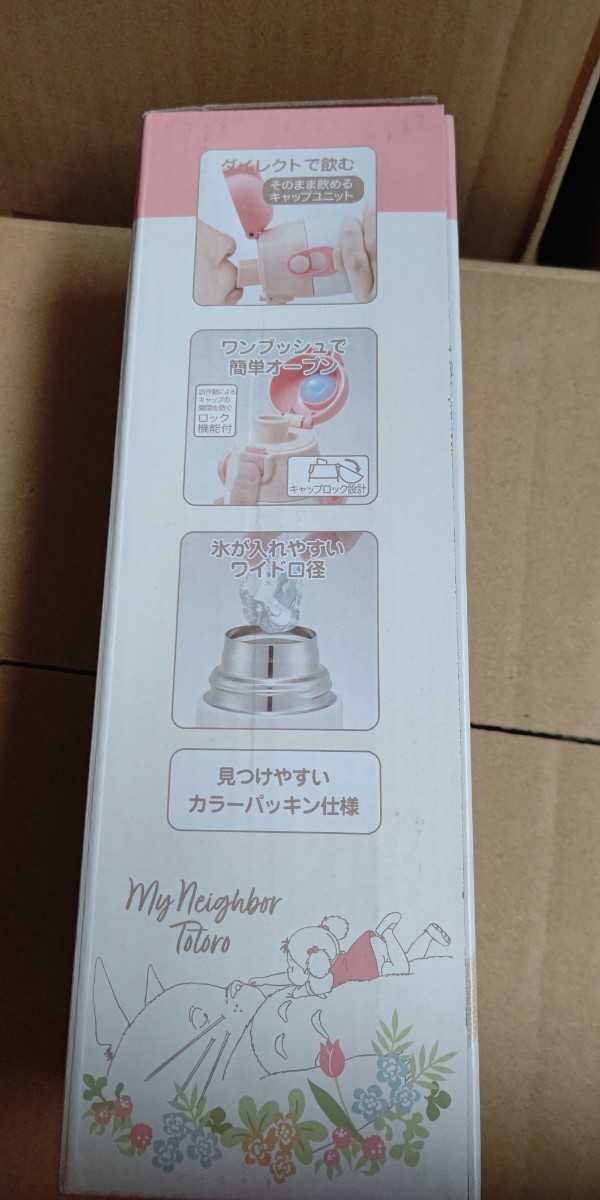 ダイレクトで飲む
そのまま飲める
キャップユニット
ワンプッシュで
簡単オープン
誤作動による
キャップの
開閉を防ぐ
ロック
機能付
キャップロック設計
氷が入れやすい
ワイド口径
見つけやすい
カラーパッキン仕様
My Neighbor
Totoro